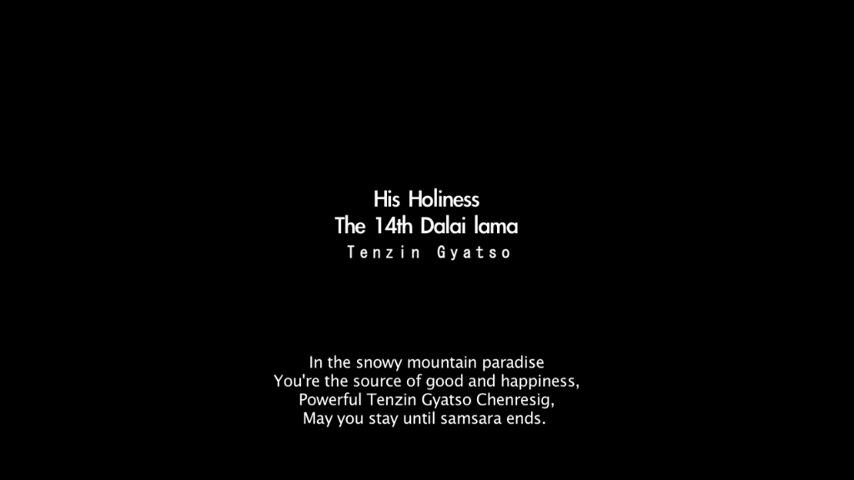 His Holiness
The 14th Dalai lama
Tenzin Gyatso
In the snowy mountain paradise
You're the source of good and happiness,
Powerful Tenzin Gyatso Chenresig,
May you stay until samsara ends.